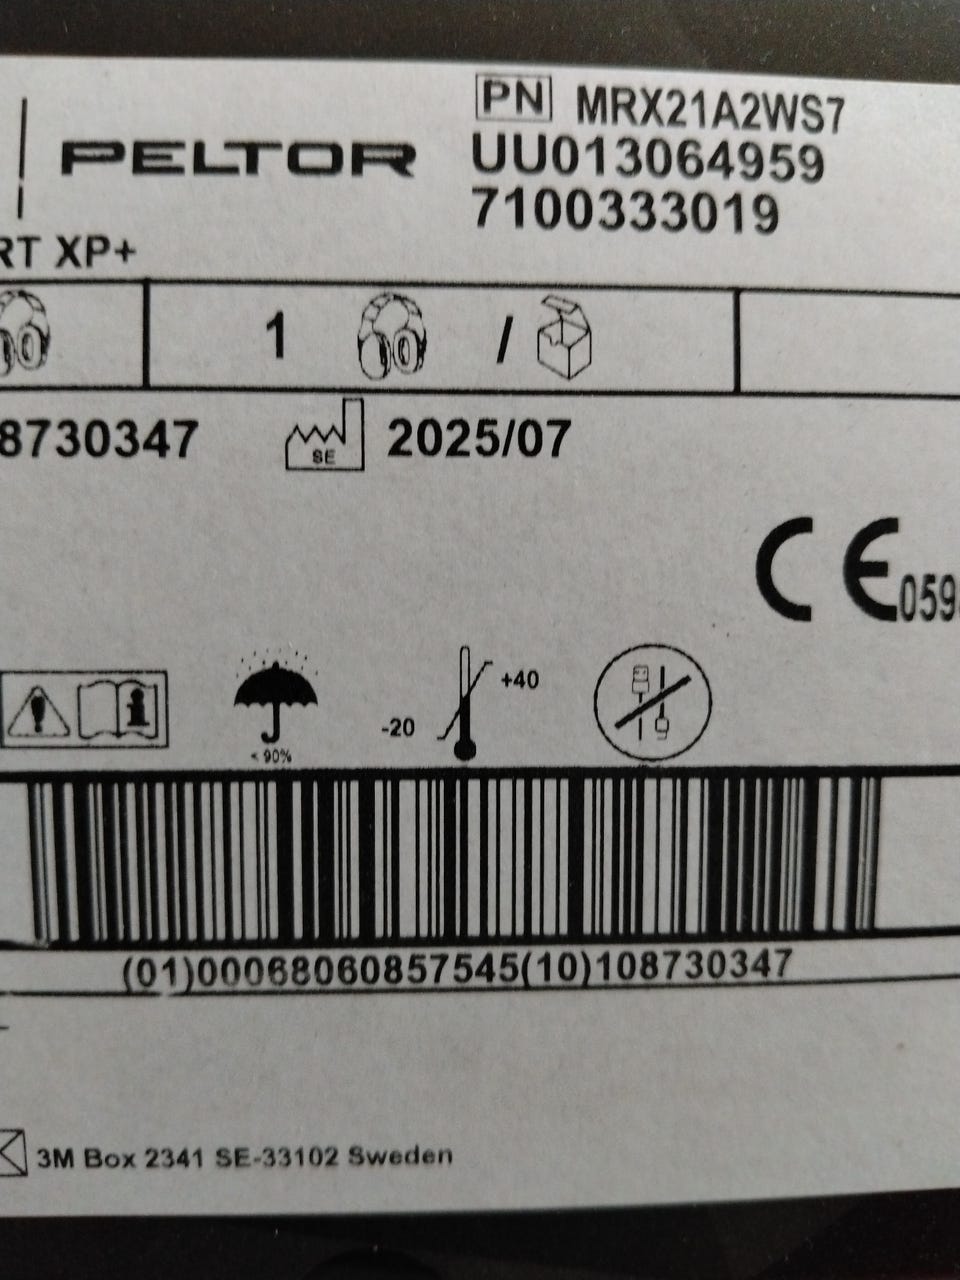 PN MRX21A2WS7
PELTOR UU013064959
7100333019
RT XP+
1 /
8730347 SE 2025/07
CE 059
+40
-20
< 90%
(01)00068060857545(10)108730347
3M Box 2341 SE-33102 Sweden